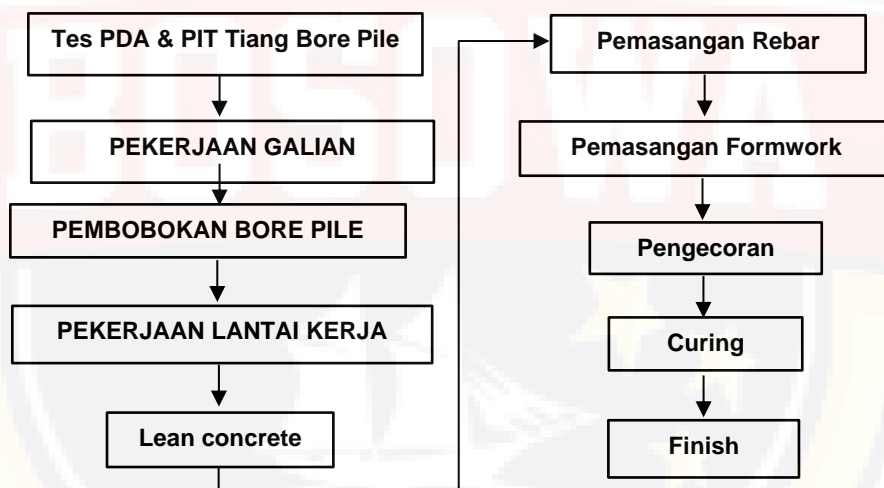 BOSOWA
Tes PDA & PIT Tiang Bore Pile
PEKERJAAN GALIAN
PEMBOBOKAN BORE PILE
PEKERJAAN LANTAI KERJA
Lean concrete
Pemasangan Rebar
Pemasangan Formwork
Pengecoran
Curing
Finish